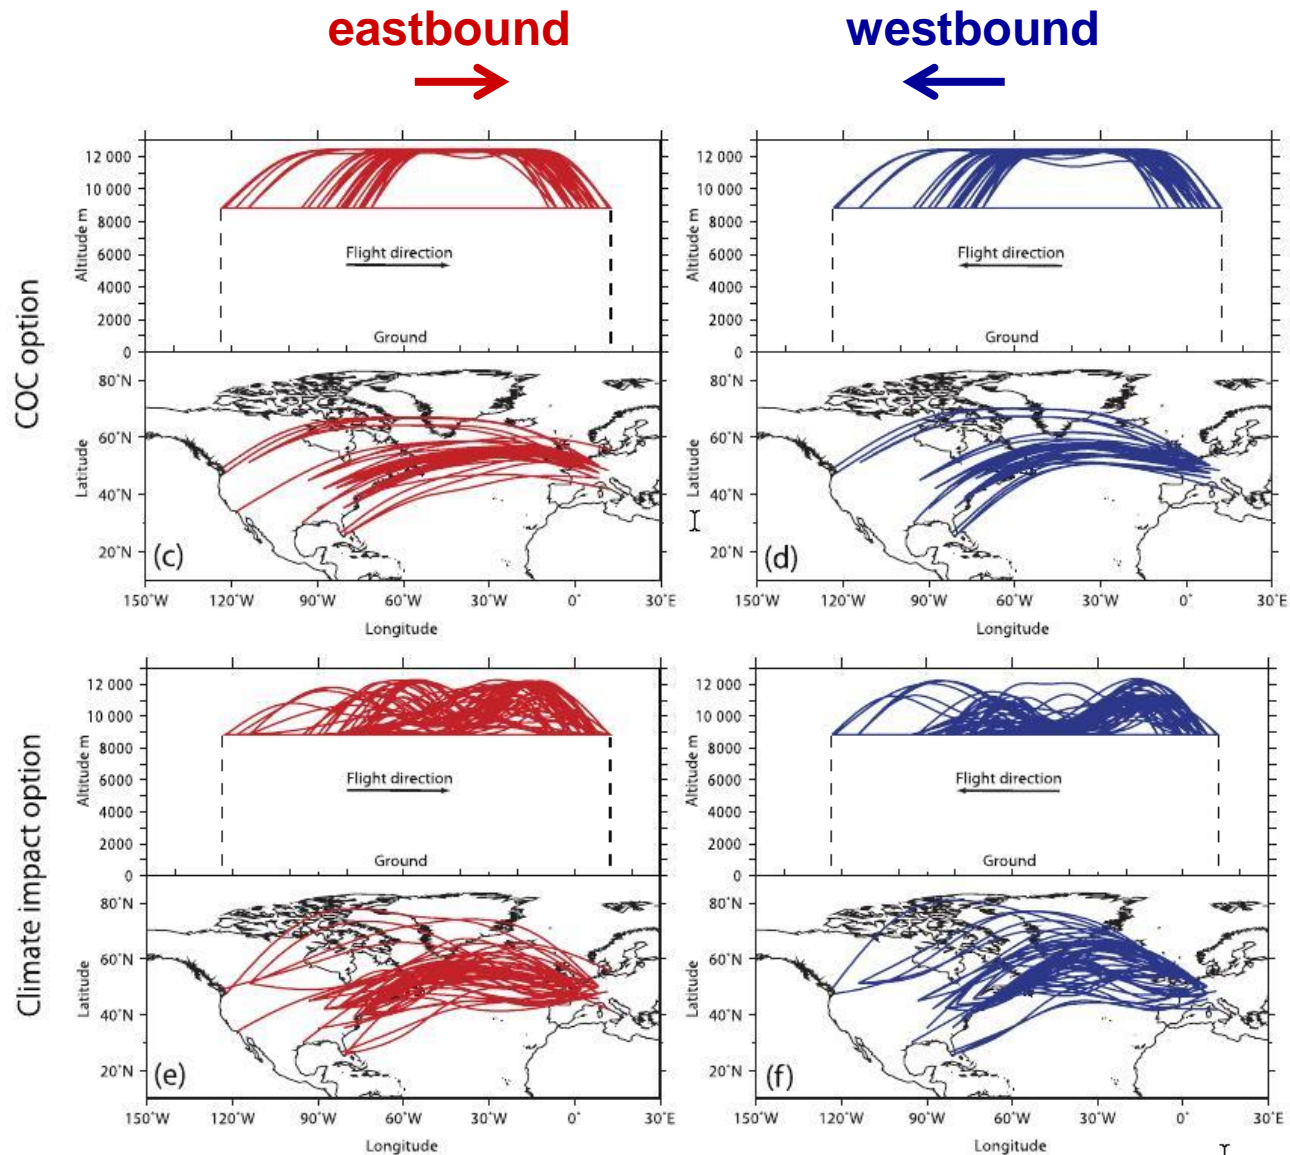 eastbound
westbound
COC option
12 000
10 000
8000
6000
4000
2000
0
Altitude m
Flight direction
Ground
80°N
60°N
40°N
20°N
Latitude
(c)
150°W 120°W 90°W 60°W 30°W 0° 30°E
Longitude
12 000
10 000
8000
6000
4000
2000
0
Altitude m
Flight direction
Ground
80°N
60°N
40°N
20°N
Latitude
(d)
150°W 120°W 90°W 60°W 30°W 0° 30°E
Longitude
Climate impact option
12 000
10 000
8000
6000
4000
2000
0
Altitude m
Flight direction
Ground
80°N
60°N
40°N
20°N
Latitude
(e)
150°W 120°W 90°W 60°W 30°W 0° 30°E
Longitude
12 000
10 000
8000
6000
4000
2000
0
Altitude m
Flight direction
Ground
80°N
60°N
40°N
20°N
Latitude
(f)
150°W 120°W 90°W 60°W 30°W 0° 30°E
Longitude